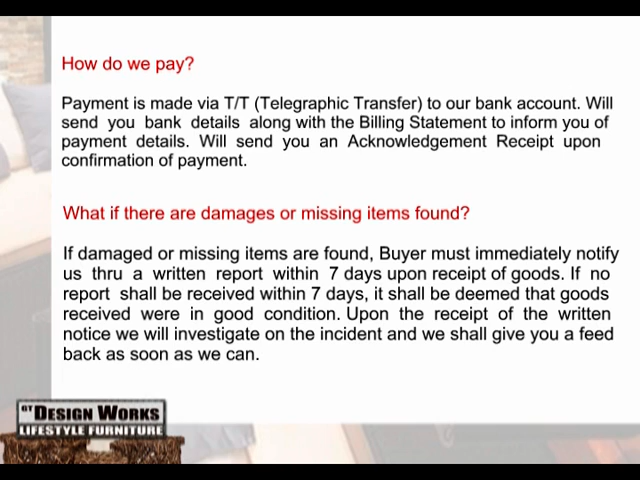 How do we pay?
Payment is made via T/T (Telegraphic Transfer) to our bank account. Will
send you bank details along with the Billing Statement to inform you of
payment details. Will send you an Acknowledgement Receipt upon
confirmation of payment.
What if there are damages or missing items found?
If damaged or missing items are found, Buyer must immediately notify
us thru a written report within 7 days upon receipt of goods. If no
report shall be received within 7 days, it shall be deemed that goods
received were in good condition. Upon the receipt of the written
notice we will investigate on the incident and we shall give you a feed
back as soon as we can.
GT DESIGN WORKS
LIFESTYLE FURNITURE